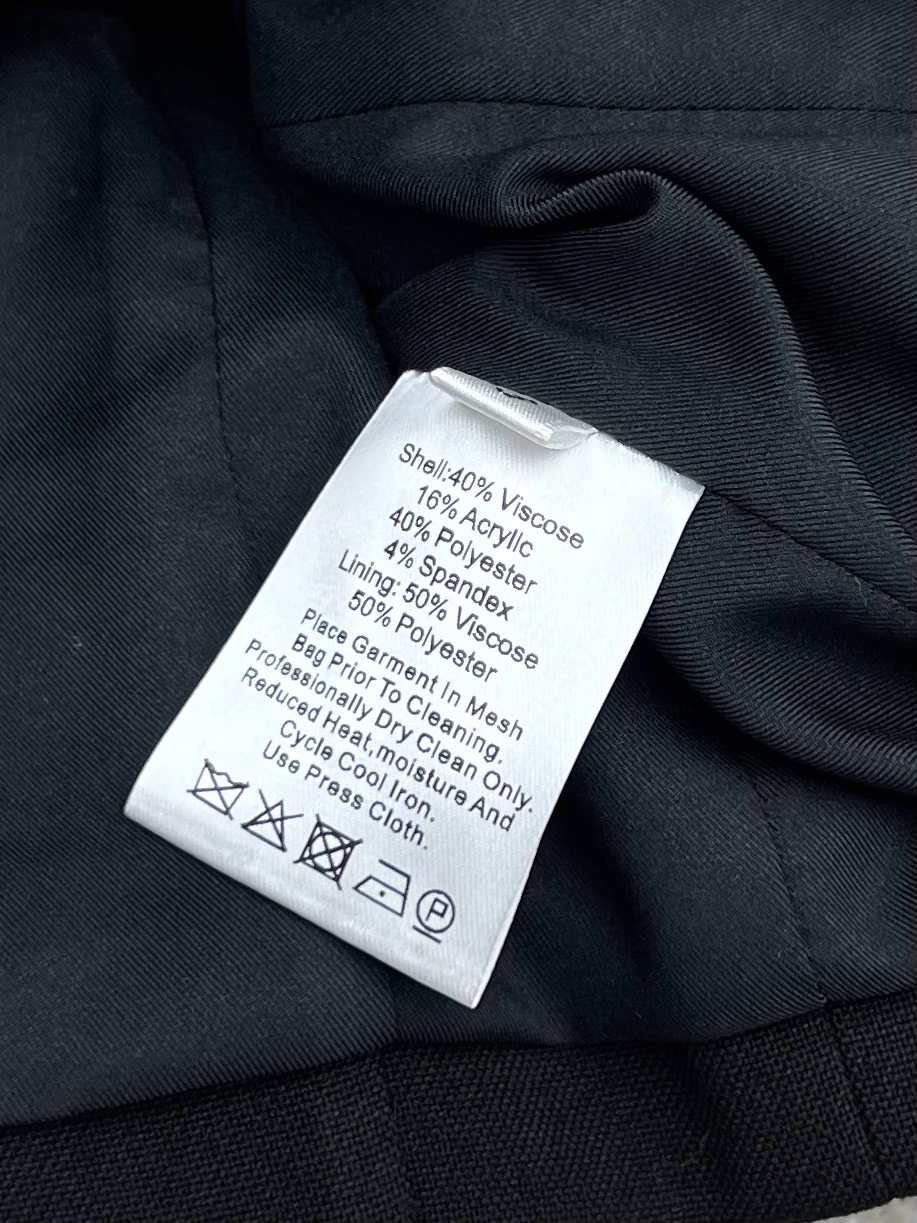 Shell:40% Viscose
16% Acrylic
40% Polyester
4% Spandex
Lining: 50% Viscose
50% Polyester
Place Garment In Mesh
Bag Prior To Cleaning.
Professionally Dry Clean Only.
Reduced Heat,moisture And
Cycle Cool Iron.
Use Press Cloth.
P